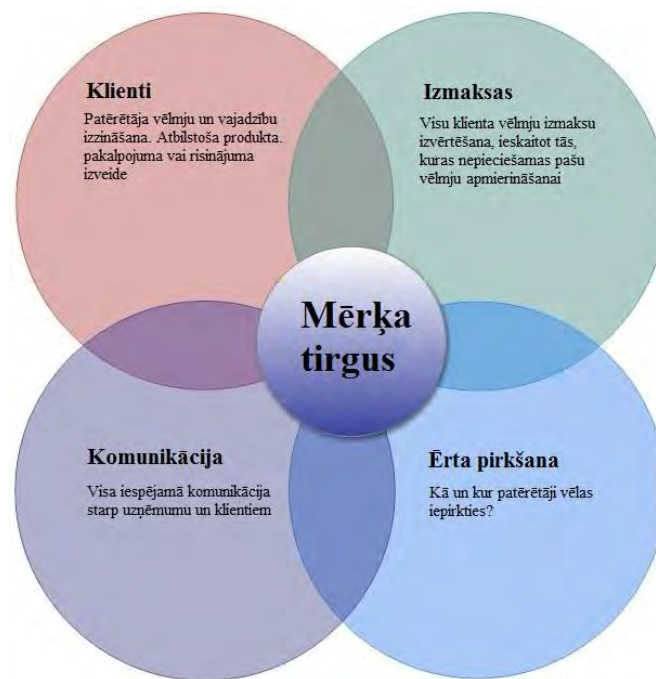 Klienti
Patērētāja vēlmju un vajadzību
izzināšana. Atbilstoša produkta.
pakalpojuma vai risinājuma
izveide
Izmaksas
Visu klienta vēlmju izmaksu
izvērtēšana, ieskaitot tās,
kuras nepieciešamas pašu
vēlmju apmierināšanai
Mērķa
tirgus
Komunikācija
Visa iespējamā komunikācija
starp uzņēmumu un klientiem
Ērta pirkšana
Kā un kur patērētāji vēlas
iepirkties?